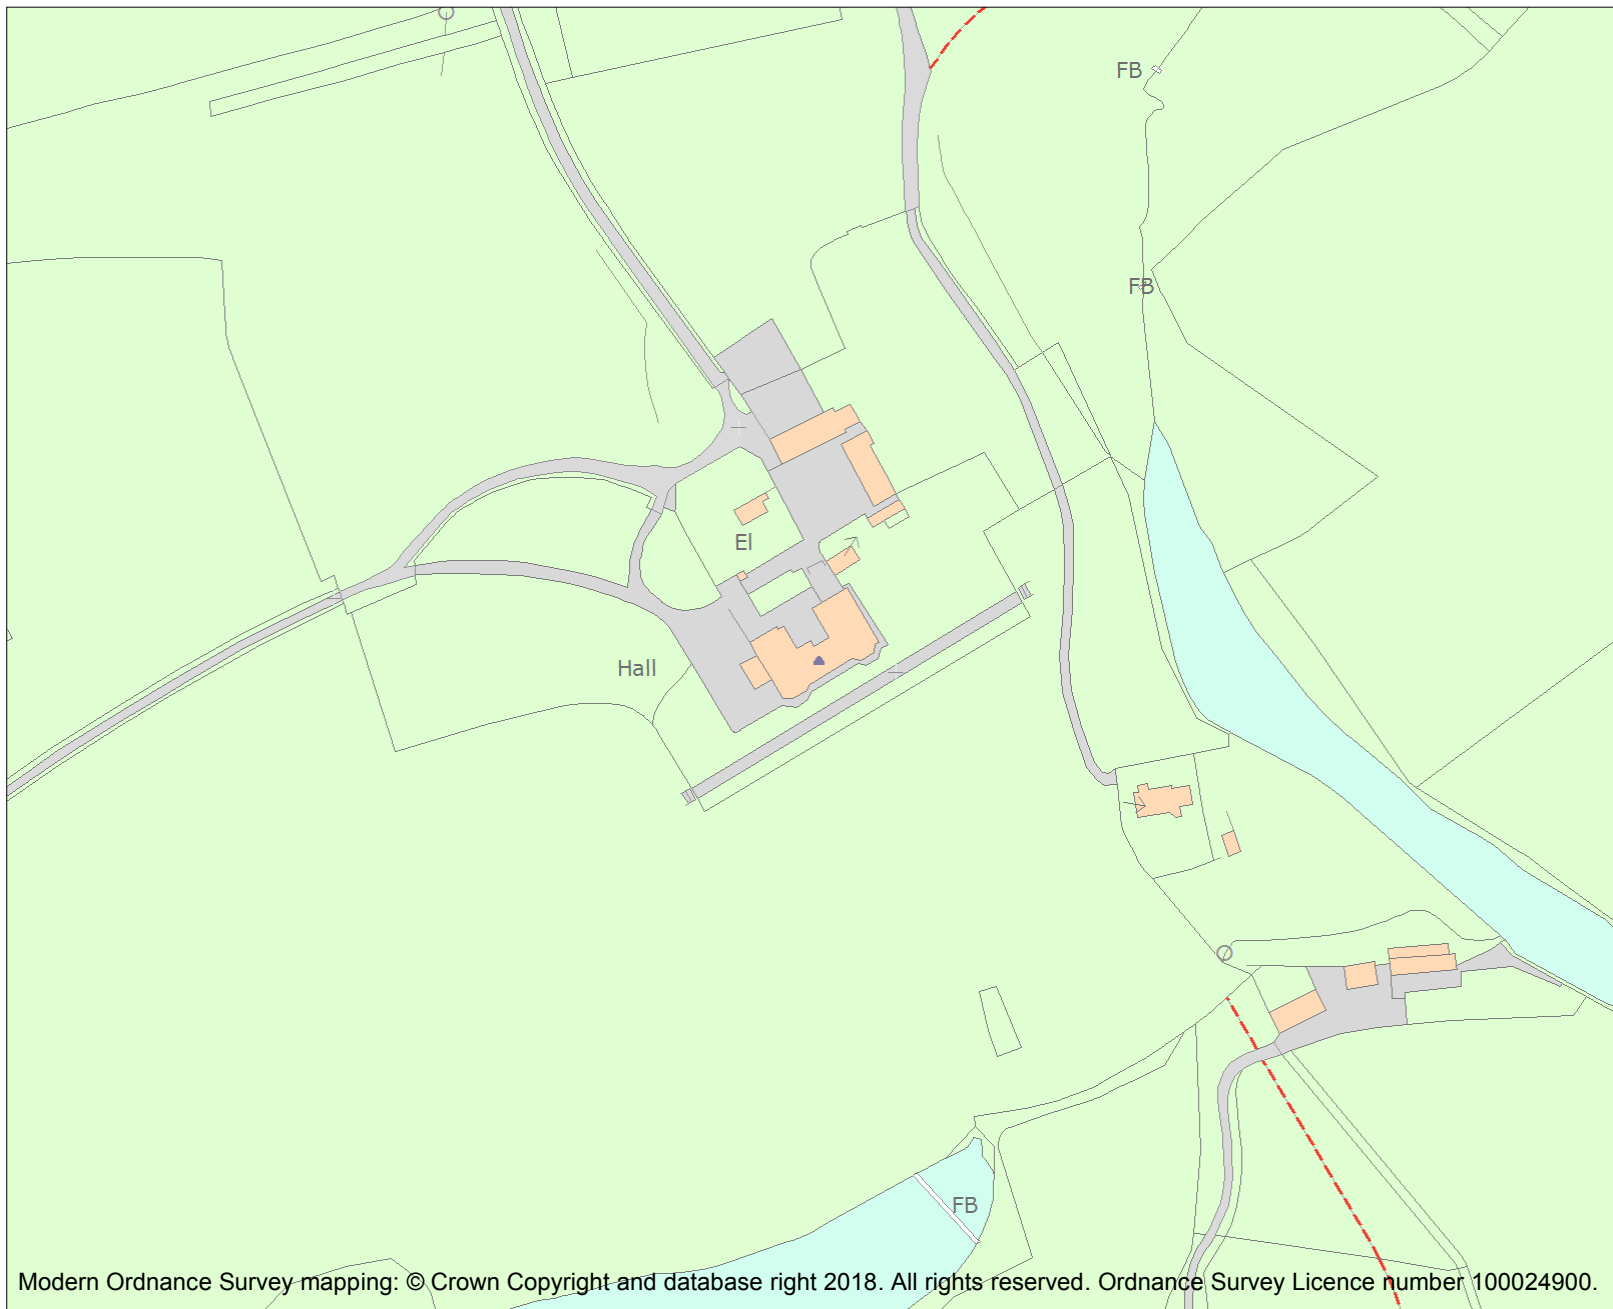 FB
FB
El
Hall
FB
Modern Ordnance Survey mapping: © Crown Copyright and database right 2018. All rights reserved. Ordnance Survey Licence number 100024900.